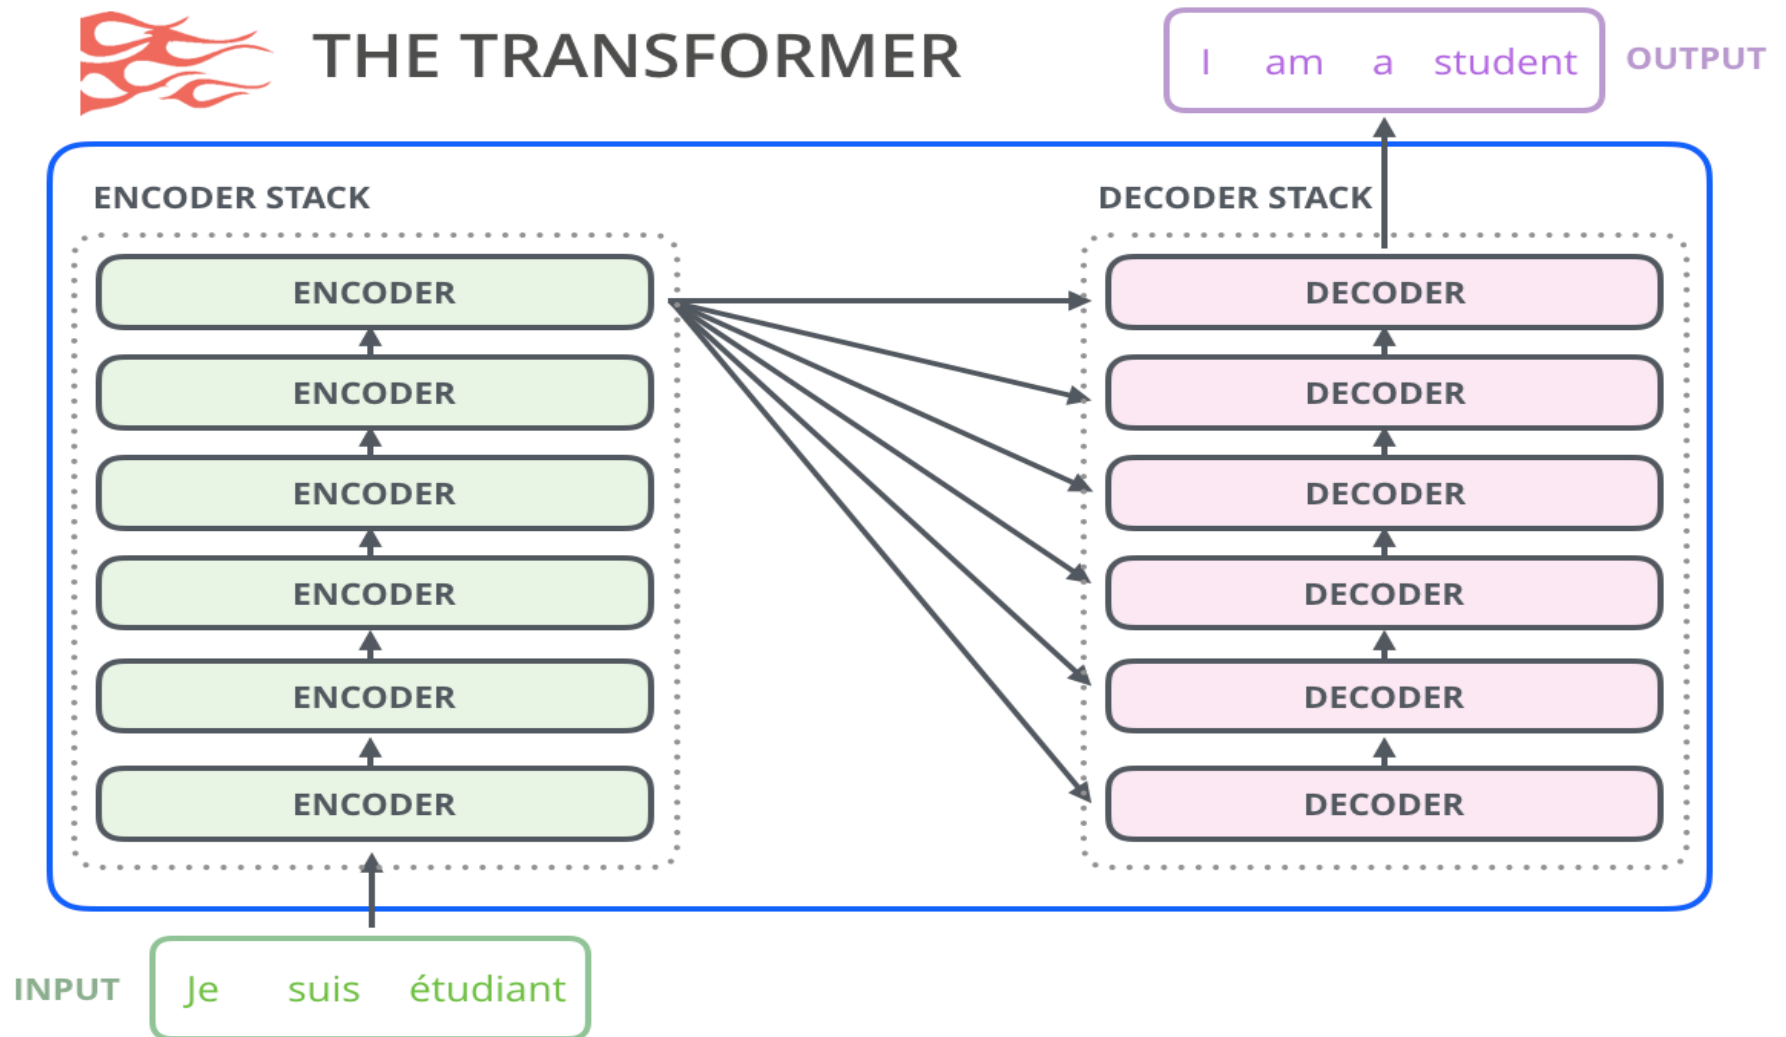 THE TRANSFORMER
I am a student
OUTPUT
ENCODER STACK
ENCODER
ENCODER
ENCODER
ENCODER
ENCODER
ENCODER
DECODER STACK
DECODER
DECODER
DECODER
DECODER
DECODER
DECODER
INPUT
Je suis étudiant